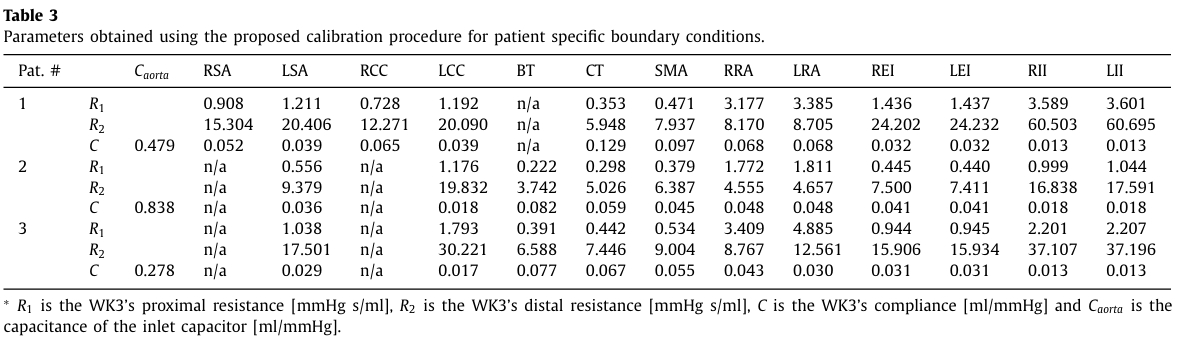 Table 3
Parameters obtained using the proposed calibration procedure for patient specific boundary conditions.
Pat. # C_aorta RSA LSA RCC LCC BT CT SMA RRA LRA REI LEI RII LII
1 R₁ 0.908 1.211 0.728 1.192 n/a 0.353 0.471 3.177 3.385 1.436 1.437 3.589 3.601
R₂ 15.304 20.406 12.271 20.090 n/a 5.948 7.937 8.170 8.705 24.202 24.232 60.503 60.695
C 0.479 0.052 0.039 0.065 0.039 n/a 0.129 0.097 0.068 0.068 0.032 0.032 0.013 0.013
2 R₁ n/a 0.556 n/a 1.176 0.222 0.298 0.379 1.772 1.811 0.445 0.440 0.999 1.044
R₂ n/a 9.379 n/a 19.832 3.742 5.026 6.387 4.555 4.657 7.500 7.411 16.838 17.591
C 0.838 n/a 0.036 n/a 0.018 0.082 0.059 0.045 0.048 0.048 0.041 0.041 0.018 0.018
3 R₁ n/a 1.038 n/a 1.793 0.391 0.442 0.534 3.409 4.885 0.944 0.945 2.201 2.207
R₂ n/a 17.501 n/a 30.221 6.588 7.446 9.004 8.767 12.561 15.906 15.934 37.107 37.196
C 0.278 n/a 0.029 n/a 0.017 0.077 0.067 0.055 0.043 0.030 0.031 0.031 0.013 0.013
* R₁ is the WK3's proximal resistance [mmHg s/ml], R₂ is the WK3's distal resistance [mmHg s/ml], C is the WK3's compliance [ml/mmHg] and C_aorta is the
capacitance of the inlet capacitor [ml/mmHg].